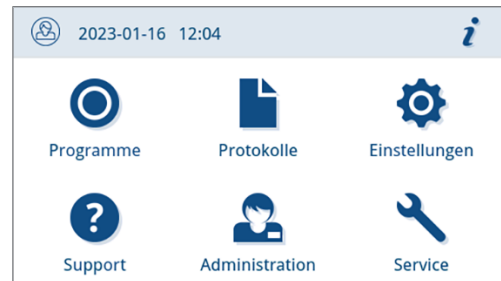 2023-01-16 12:04 i
Programme Protokolle Einstellungen
? 
Support Administration Service